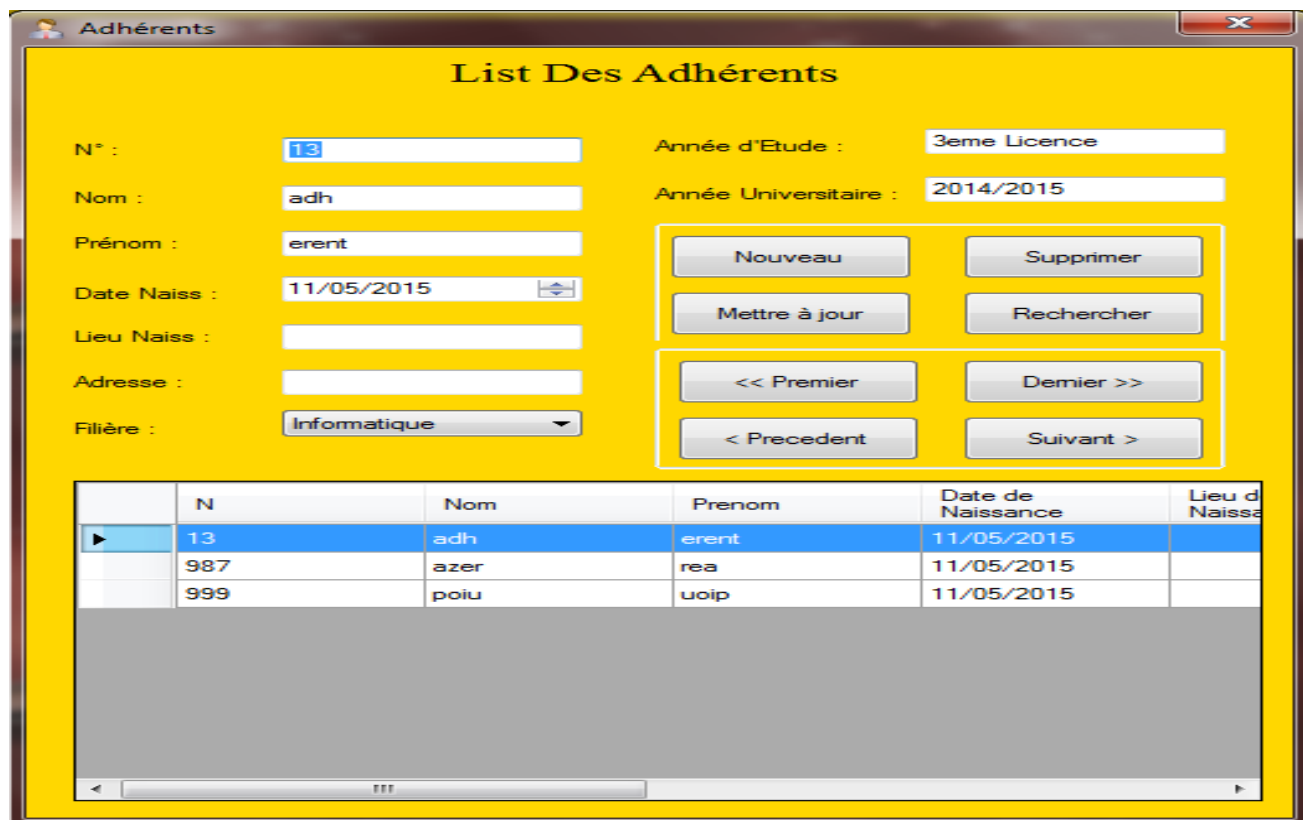 Adhérents
List Des Adhérents
N° : 13
Nom : adh
Prénom : erent
Date Naiss : 11/05/2015
Lieu Naiss :
Adresse :
Filière : Informatique
Année d'Etude : 3eme Licence
Année Universitaire : 2014/2015
Nouveau Supprimer
Mettre à jour Rechercher
<< Premier Dernier >>
< Precedent Suivant >
N Nom Prenom Date de Naissance Lieu d Naissa
13 adh erent 11/05/2015
987 azer rea 11/05/2015
999 poiu uoip 11/05/2015